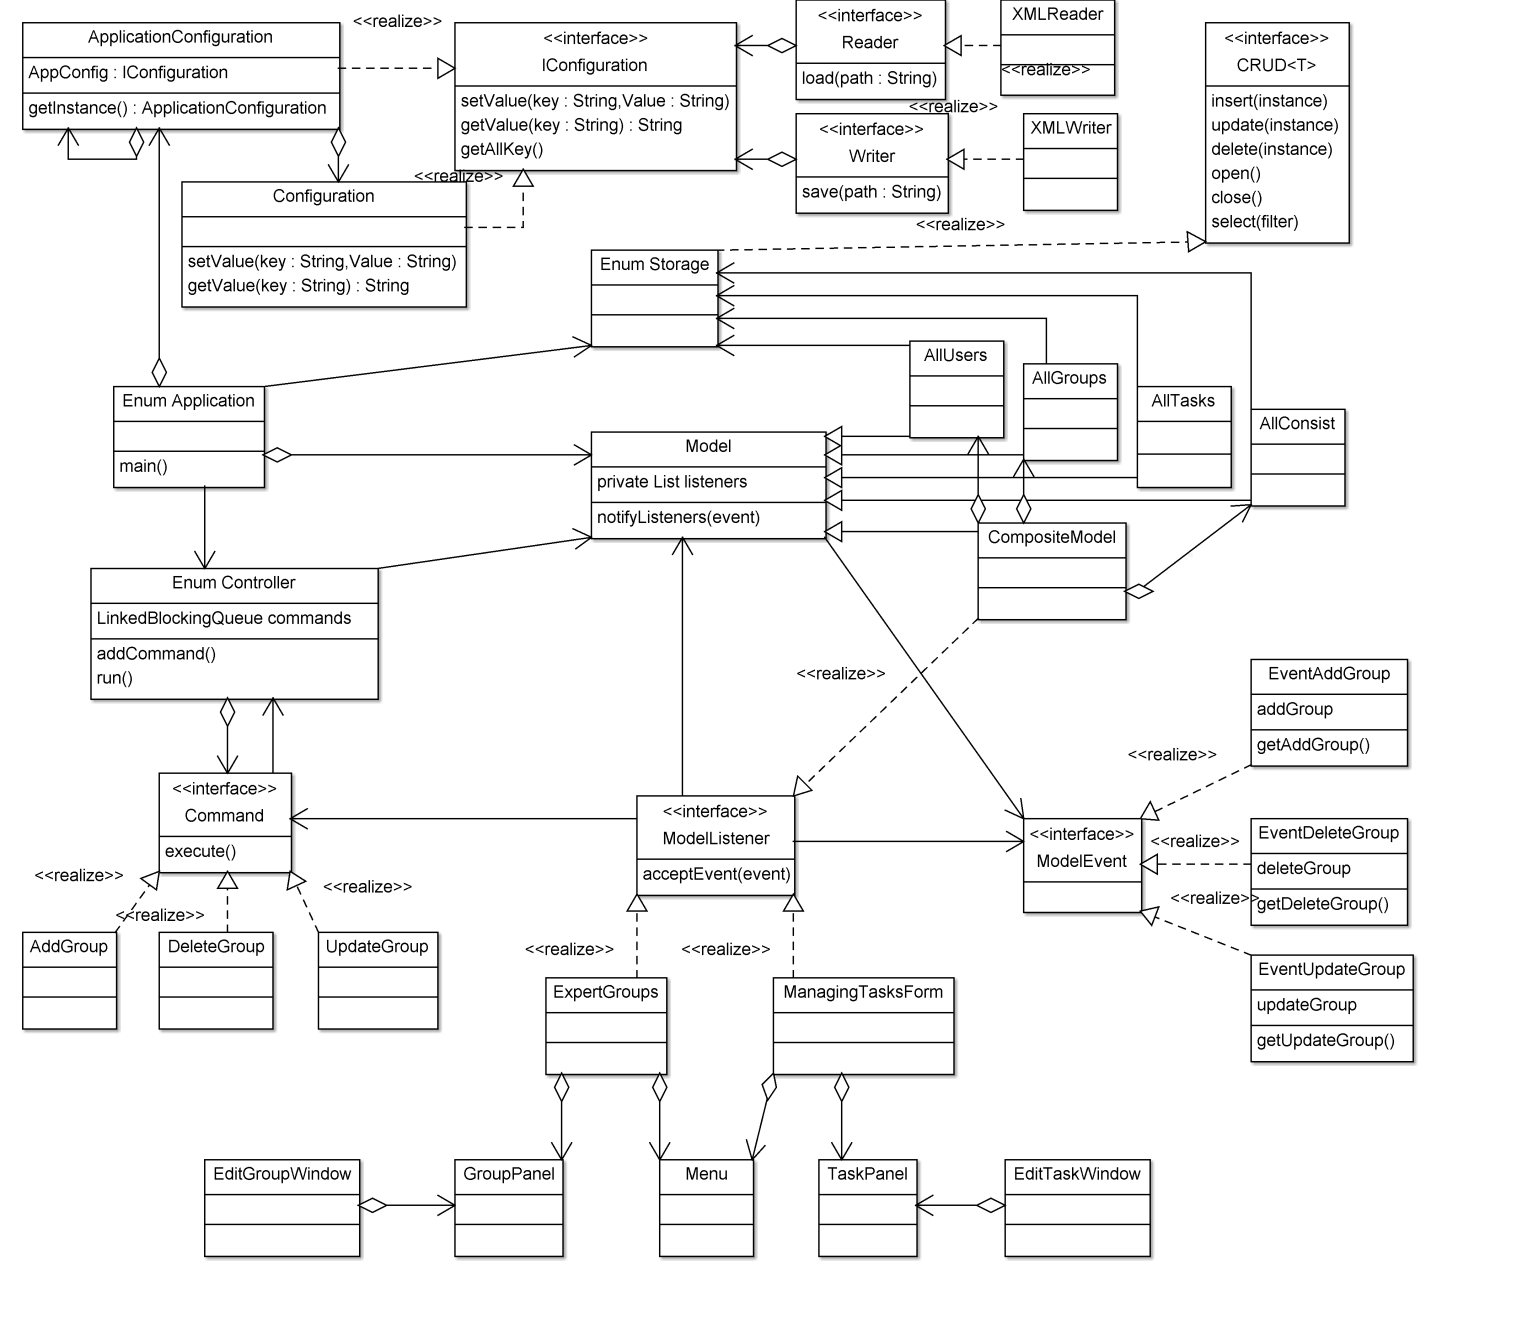 ApplicationConfiguration
AppConfig : IConfiguration
getInstance() : ApplicationConfiguration
<<realize>>
<<interface>>
IConfiguration
setValue(key : String,Value : String)
getValue(key : String) : String
getAllKey()
<<interface>>
Reader
load(path : String)
XMLReader
<<realize>>
<<realize>>
<<interface>>
Writer
save(path : String)
XMLWriter
<<interface>>
CRUD<T>
insert(instance)
update(instance)
delete(instance)
open()
close()
select(filter)
<<realize>>
Configuration
setValue(key : String,Value : String)
getValue(key : String) : String
<<realize>>
Enum Storage
AllUsers
AllGroups
AllTasks
AllConsist
Enum Application
main()
Model
private List listeners
notifyListeners(event)
CompositeModel
Enum Controller
LinkedBlockingQueue commands
addCommand()
run()
<<realize>>
EventAddGroup
addGroup
getAddGroup()
<<realize>>
<<interface>>
Command
execute()
<<interface>>
ModelListener
acceptEvent(event)
<<interface>>
ModelEvent
<<realize>>
EventDeleteGroup
deleteGroup
getDeleteGroup()
<<realize>>
<<realize>>
<<realize>>
<<realize>>
AddGroup
DeleteGroup
UpdateGroup
<<realize>>
<<realize>>
EventUpdateGroup
updateGroup
getUpdateGroup()
ExpertGroups
ManagingTasksForm
EditGroupWindow
GroupPanel
Menu
TaskPanel
EditTaskWindow